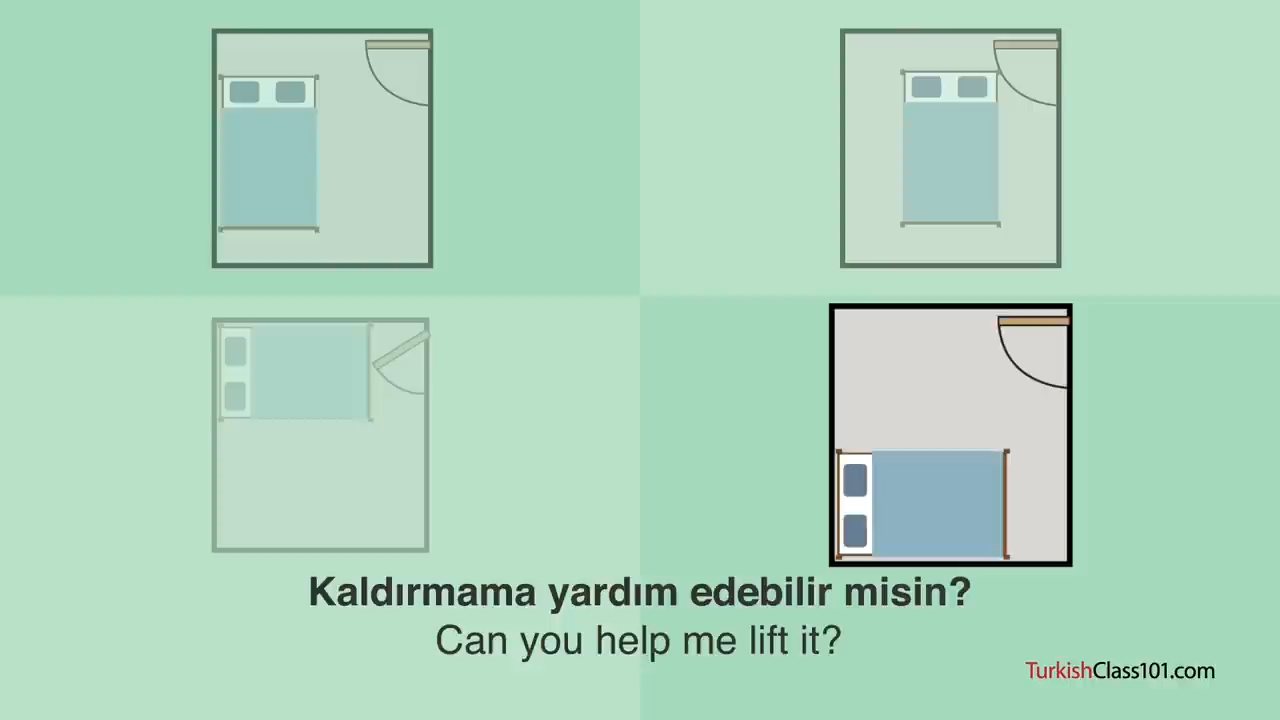 Kaldırmama yardım edebilir misin?
Can you help me lift it?
TurkishClass101.com